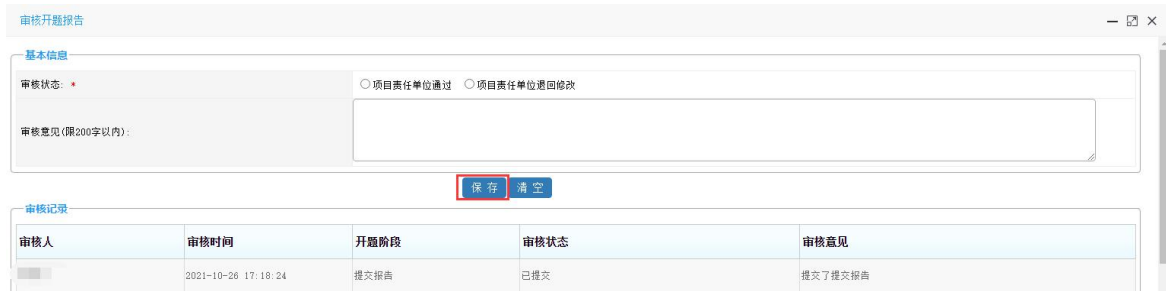 审核开题报告
基本信息
审核状态: * 项目责任单位通过 项目责任单位退回修改
审核意见(限200字以内):
保存 清空
审核记录
审核人 审核时间 开题阶段 审核状态 审核意见
2021-10-26 17:18:24 提交报告 已提交 提交了提交报告